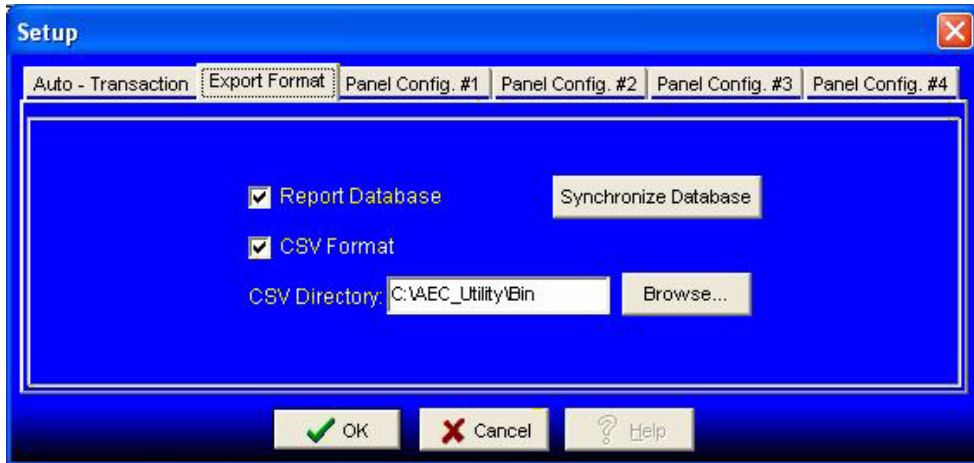 Setup
Auto - Transaction Export Format Panel Config. #1 Panel Config. #2 Panel Config. #3 Panel Config. #4
Report Database Synchronize Database
CSV Format
CSV Directory: C:\AEC_Utility\Bin Browse...
OK Cancel Help